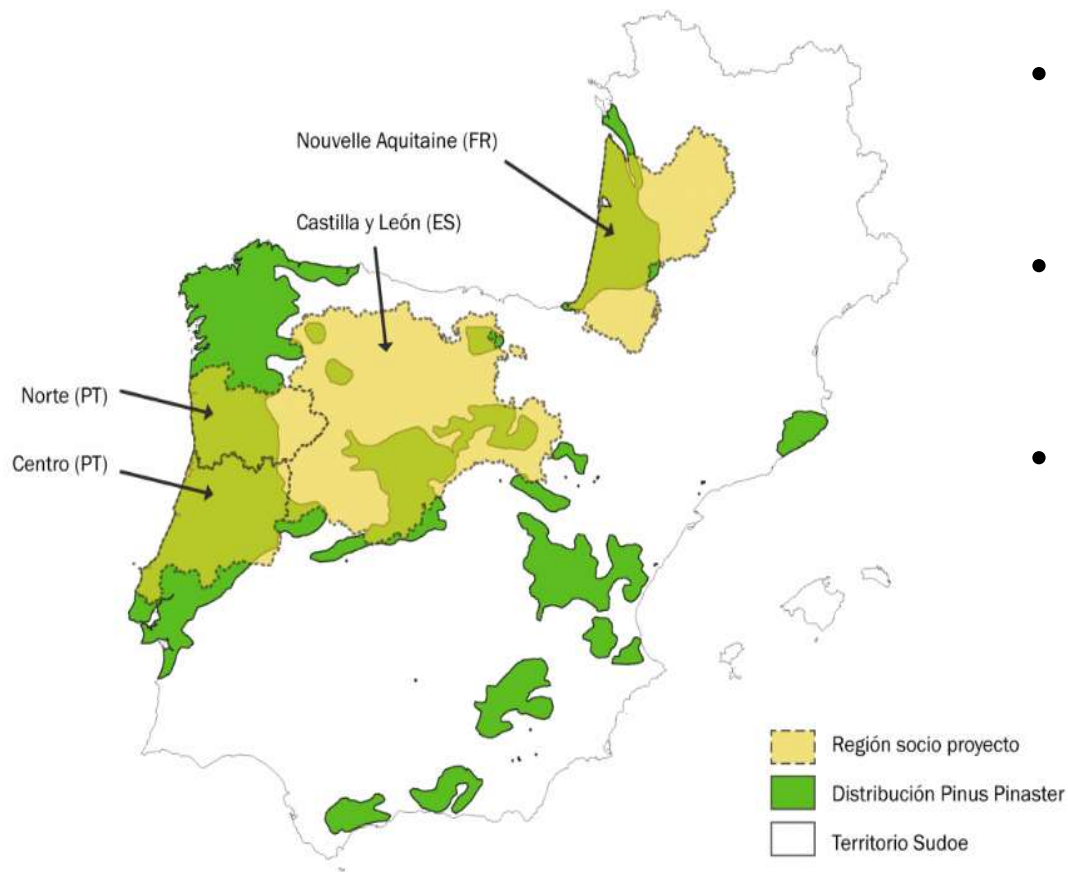 Nouvelle Aquitaine (FR)
Castilla y León (ES)
Norte (PT)
Centro (PT)
Región socio proyecto
Distribución Pinus Pinaster
Territorio Sudoe